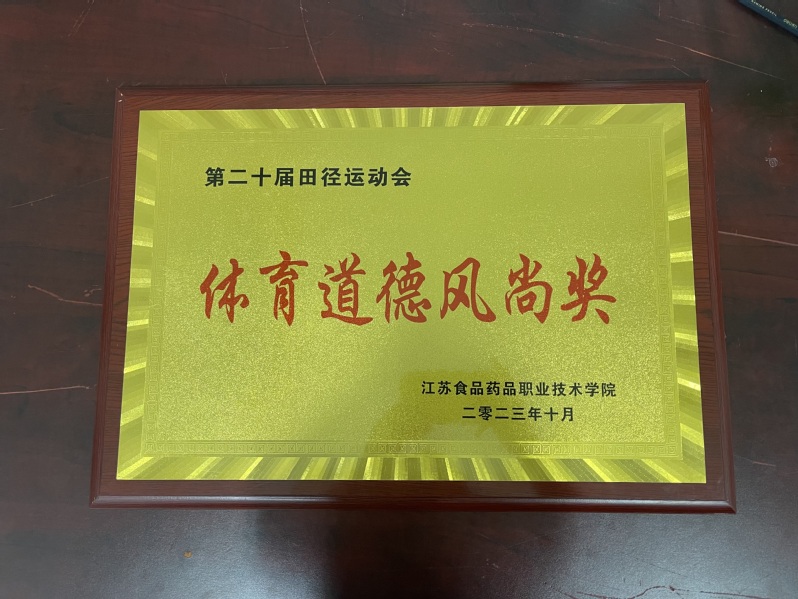 第二十届田径运动会
体育道德风尚奖
江苏食品药品职业技术学院
二零二三年十月